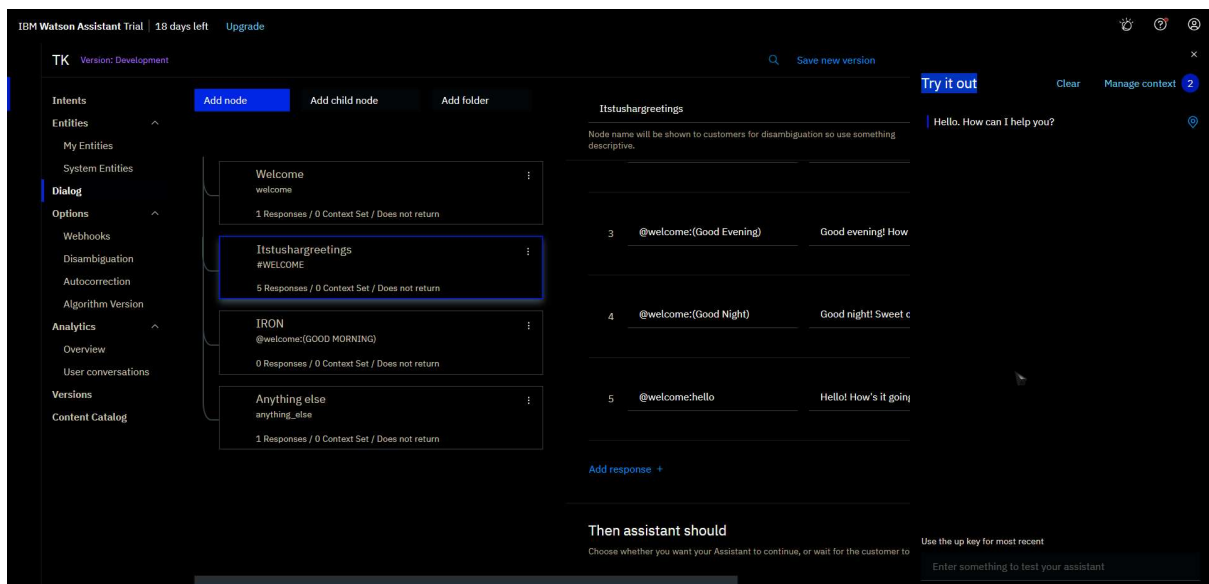 IBM Watson Assistant Trial | 18 days left Upgrade
TK Version: Development
Save new version
Intents
Entities
My Entities
System Entities
Dialog
Options
Webhooks
Disambiguation
Autocorrection
Algorithm Version
Analytics
Overview
User conversations
Versions
Content Catalog
Add node Add child node Add folder
Welcome
welcome
1 Responses / 0 Context Set / Does not return
Itstushargreetings
#WELCOME
5 Responses / 0 Context Set / Does not return
IRON
@welcome:(GOOD MORNING)
0 Responses / 0 Context Set / Does not return
Anything else
anything_else
1 Responses / 0 Context Set / Does not return
Itstushargreetings
Node name will be shown to customers for disambiguation so use something
descriptive.
3 @welcome:(Good Evening) Good evening! How
4 @welcome:(Good Night) Good night! Sweet
5 @welcome:hello Hello! How's it going
Add response +
Then assistant should
Choose whether you want your Assistant to continue, or wait for the customer to
Try it out Clear Manage context 2
Hello. How can I help you?
Use the up key for most recent
Enter something to test your assistant